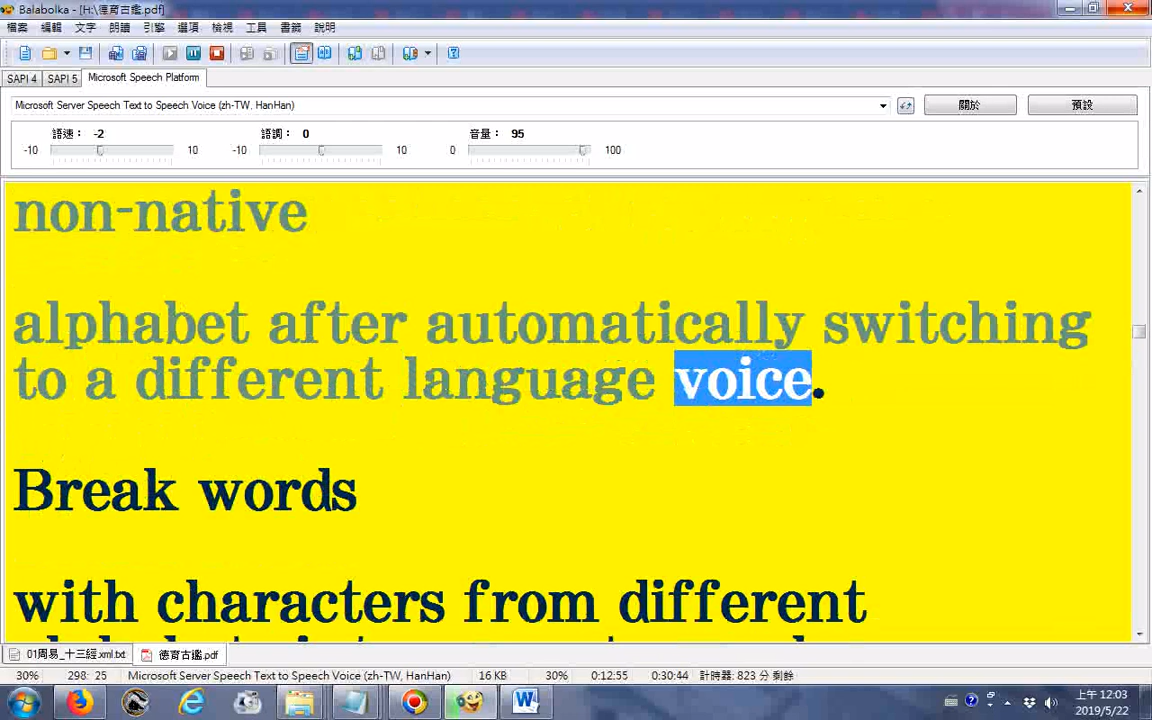 Balabolka - [H:\德育古鑑.pdf]
檔案 編輯 文字 朗讀 引擎 選項 檢視 工具 書籤 說明
SAPI 4 SAPI 5 Microsoft Speech Platform
Microsoft Server Speech Text to Speech Voice (zh-TW, HanHan) 關於 預設
語速： -2 語調： 0 音量： 95
-10 10 -10 10 0 100
non-native
alphabet after automatically switching
to a different language voice.
Break words
with characters from different
01周易_十三經.xml.txt 德育古鑑.pdf
30% 298: 25 Microsoft Server Speech Text to Speech Voice (zh-TW, HanHan) 16 KB 30% 0:12:55 0:30:44 計時器: 823 分 剩餘
上午 12:03
2019/5/22